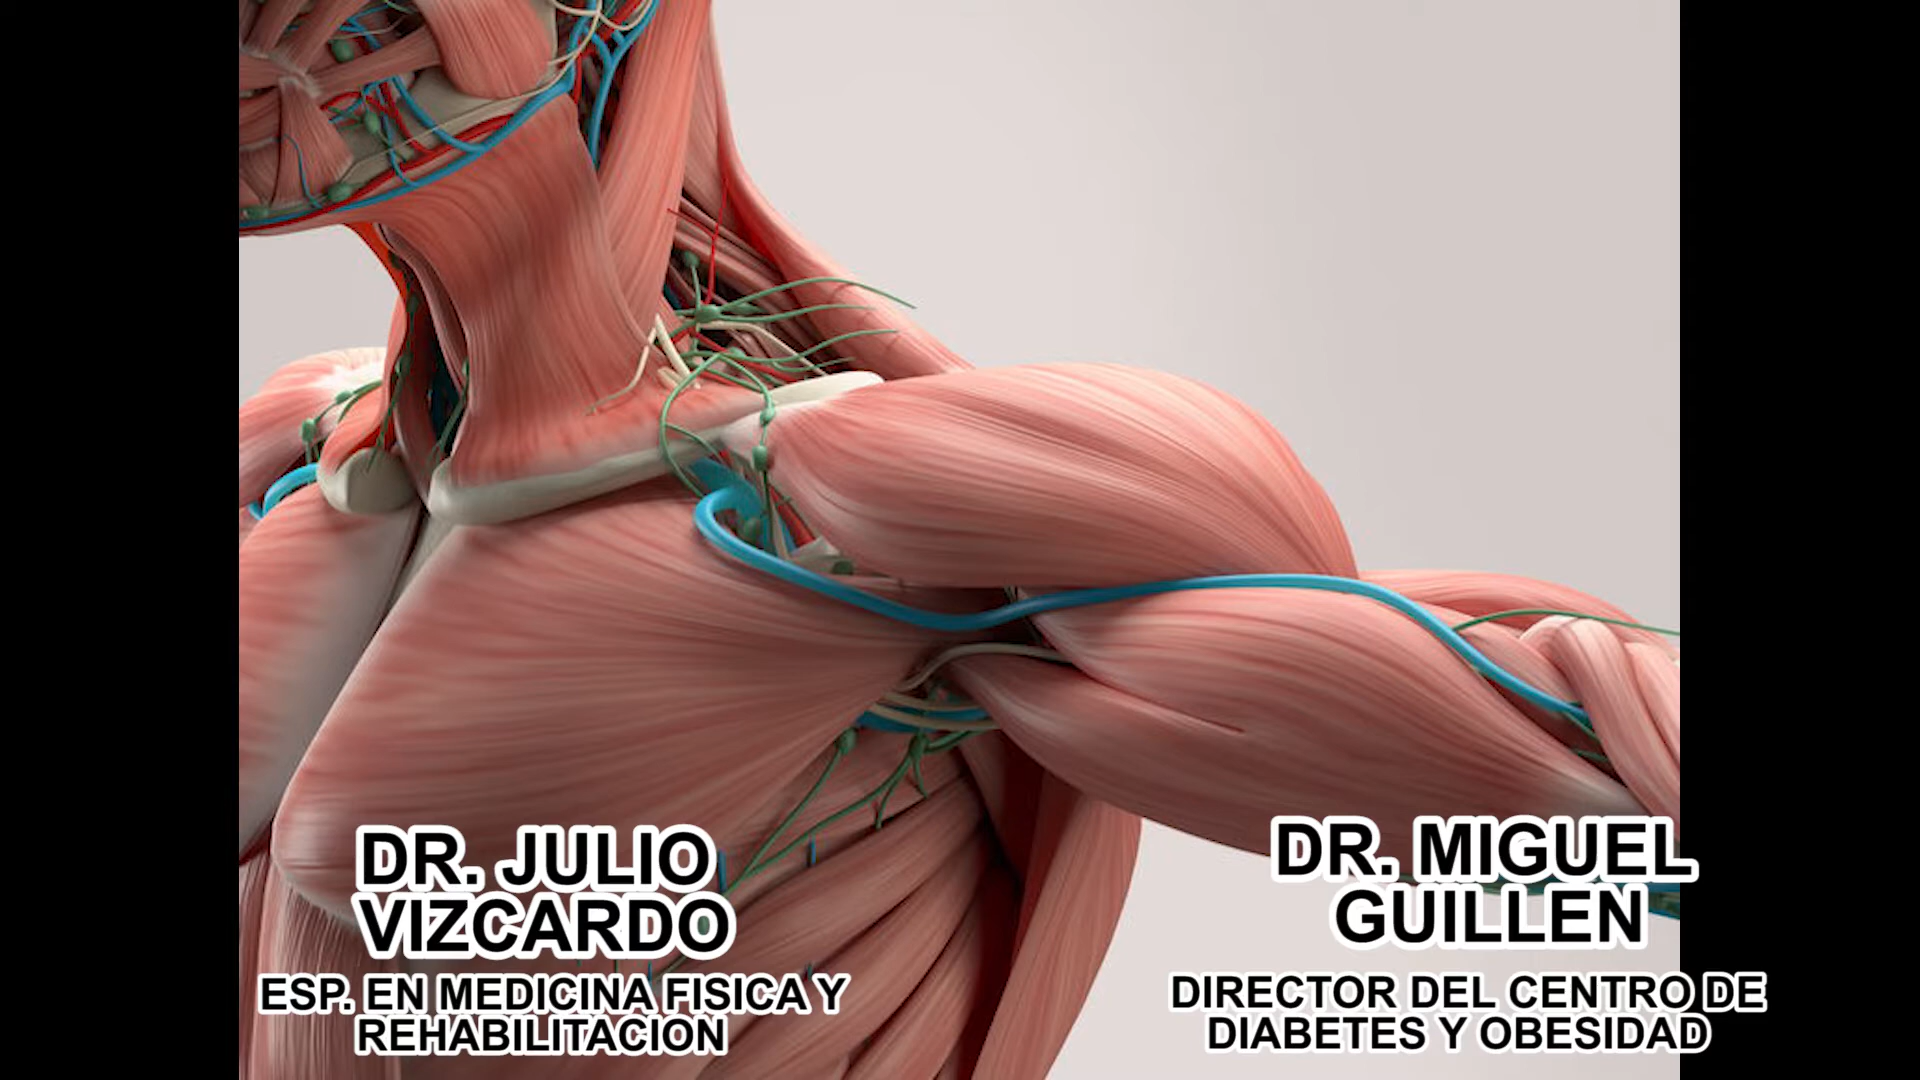 DR. JULIO
VIZCARDO
ESP. EN MEDICINA FISICA Y
REHABILITACION
DR. MIGUEL
GUILLEN
DIRECTOR DEL CENTRO DE
DIABETES Y OBESIDAD